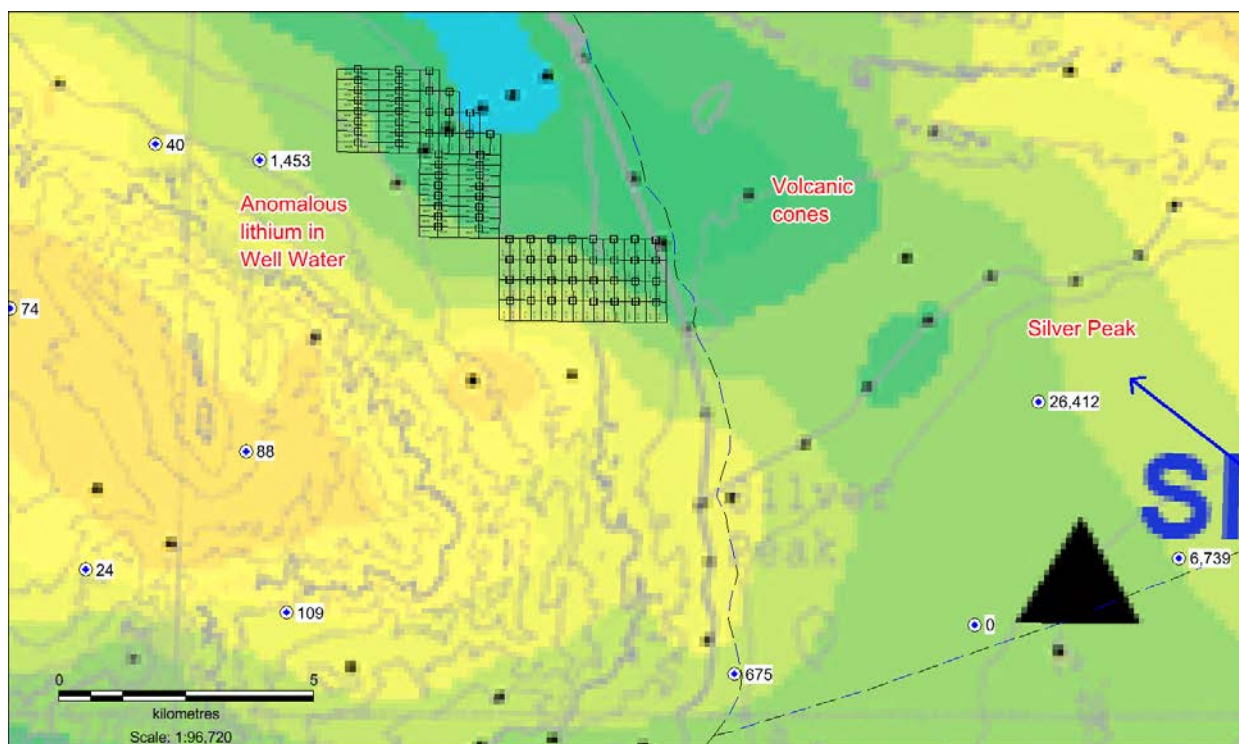 40
1,453
Anomalous
lithium in
Well Water
Volcanic
cones
74
Silver Peak
26,412
88
SI
6,739
24
109
0
675
0 5
kilometres
Scale: 1:96,720